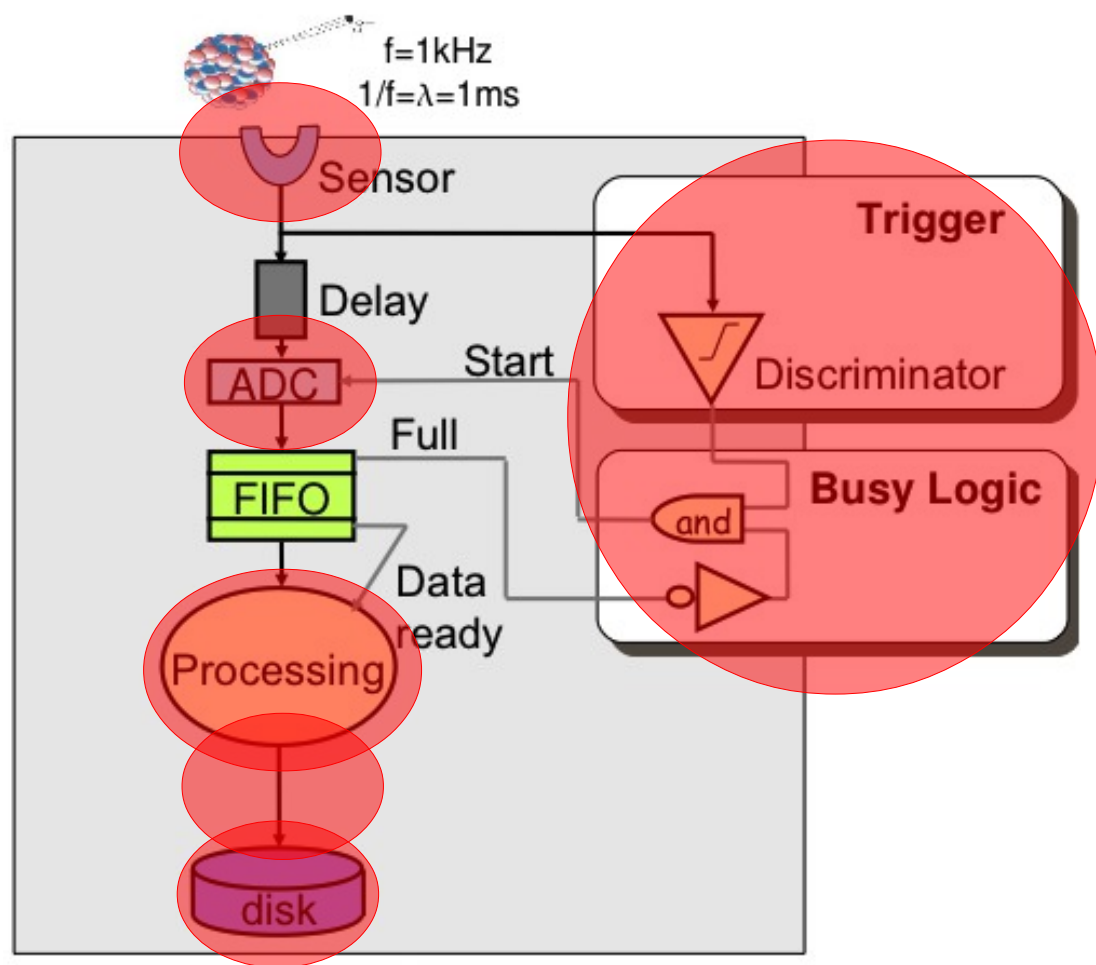 f=1kHz
1/f=λ=1ms
Sensor
Trigger
Delay
Start
Discriminator
ADC
Full
Busy Logic
FIFO
and
Data
ready
Processing
disk